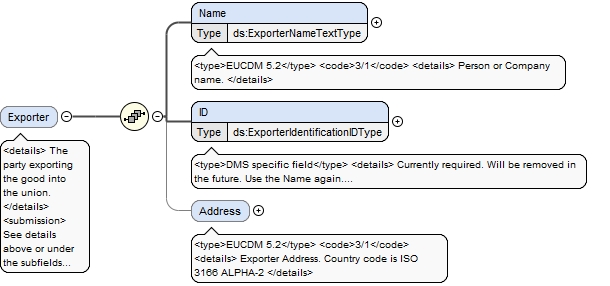 Name
Type ds:ExporterNameTextType
<type>EUCDM 5.2</type> <code>3/1</code> <details> Person or Company
name. </details>
ID
Type ds:ExporterIdentificationIDType
<type>DMS specific field</type> <details> Currently required. Will be removed in
the future. Use the Name again....
Exporter
<details> The
party exporting
the good into
the union.
</details>
<submission>
See details
above or under
the subfields...
Address
<type>EUCDM 5.2</type> <code>3/1</code>
<details> Exporter Address. Country code is ISO
3166 ALPHA-2 </details>